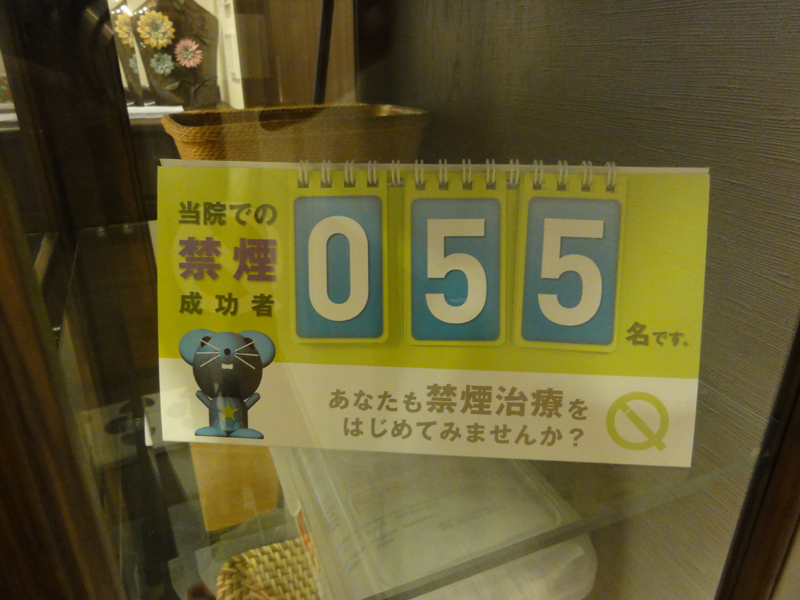 当院での
禁煙
成功者
055
名です。
あなたも禁煙治療を
はじめてみませんか?